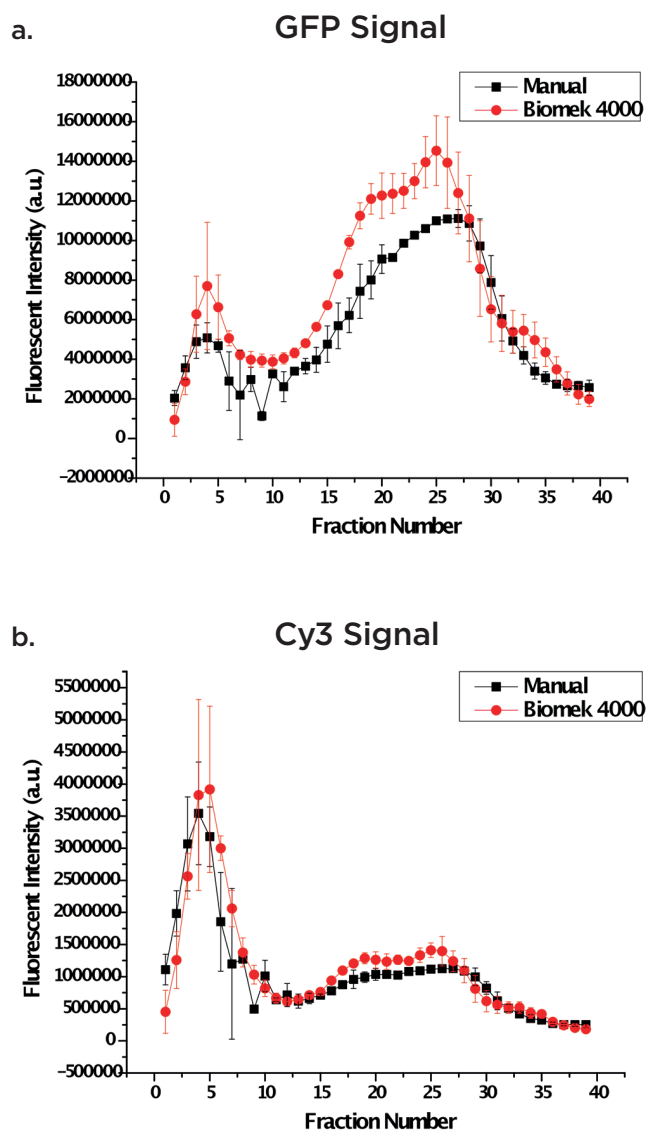 a.
GFP Signal
Manual
Biomek 4000
Fluorescent Intensity (a.u.)
18000000
16000000
14000000
12000000
10000000
8000000
6000000
4000000
2000000
0
−2000000
0 5 10 15 20 25 30 35 40
Fraction Number
b.
Cy3 Signal
Manual
Biomek 4000
Fluorescent Intensity (a.u.)
5500000
5000000
4500000
4000000
3500000
3000000
2500000
2000000
1500000
1000000
500000
0
−500000
0 5 10 15 20 25 30 35 40
Fraction Number